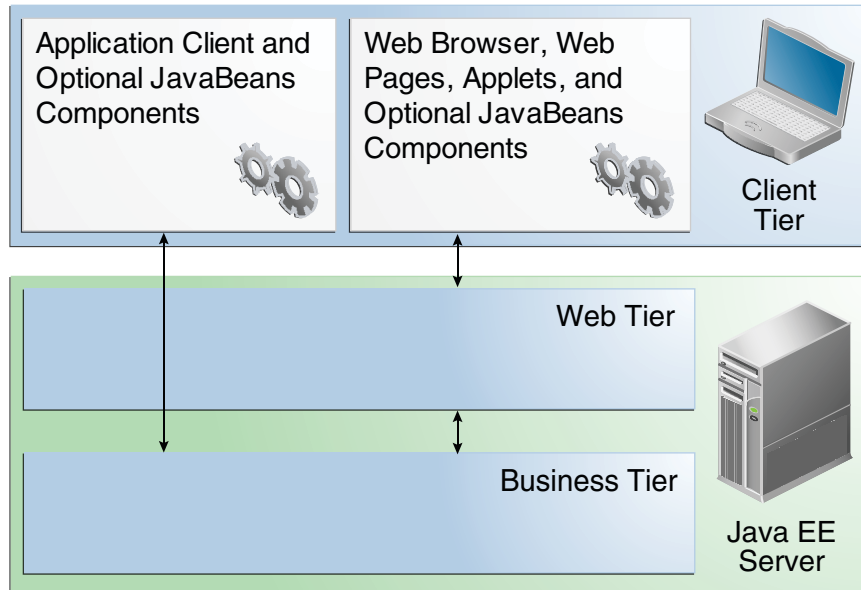 Application Client and
Optional JavaBeans
Components
Web Browser, Web
Pages, Applets, and
Optional JavaBeans
Components
Client
Tier
Web Tier
Business Tier
Java EE
Server